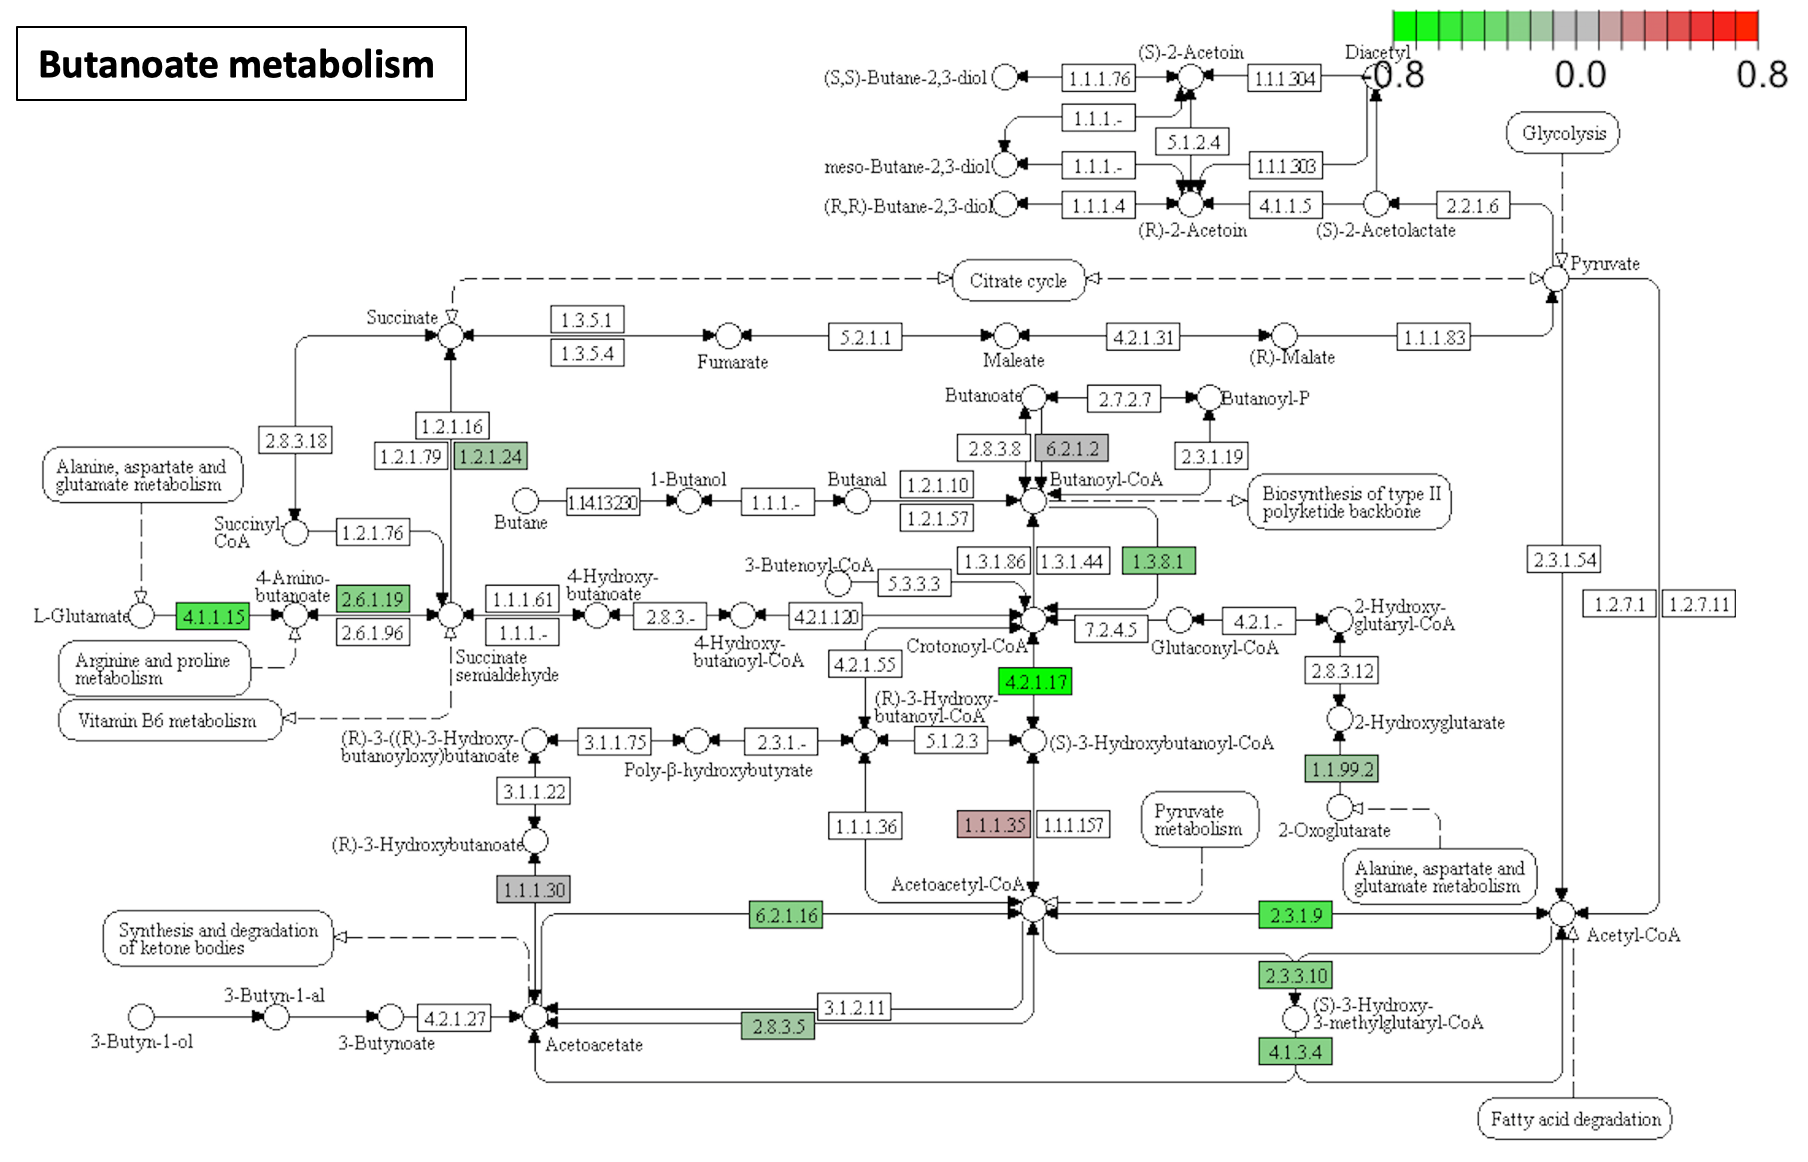 Butanoate metabolism
-0.8
0.0
0.8
(S)-2-Acetoin
Diacetyl
(S,S)-Butane-2,3-diol
1.1.1.76
1.1.1.304
1.1.1.-
5.1.2.4
Glycolysis
meso-Butane-2,3-diol
1.1.1.-
1.1.1.303
(R,R)-Butane-2,3-diol
1.1.1.4
4.1.1.5
2.2.1.6
(R)-2-Acetoin
(S)-2-Acetolactate
Pyruvate
Citrate cycle
Succinate
1.3.5.1
1.3.5.4
Fumarate
5.2.1.1
Maleate
4.2.1.31
(R)-Malate
1.1.1.83
Butanoate
2.7.2.7
Butanoyl-P
2.8.3.18
1.2.1.16
1.2.1.79
1.2.1.24
2.8.3.8
6.2.1.2
2.3.1.19
Alanine, aspartate and
glutamate metabolism
Butane
1.14.13.230
1-Butanol
1.1.1.-
Butanal
1.2.1.10
1.2.1.57
Butanoyl-CoA
Biosynthesis of type II
polyketide backbone
Succinyl-
CoA
1.2.1.76
1.3.1.86
1.3.1.44
1.3.8.1
2.3.1.54
3-Butenoyl-CoA
5.3.3.3
1.2.7.1
1.2.7.11
L-Glutamate
4.1.1.15
4-Amino-
butanoate
2.6.1.19
2.6.1.96
1.1.1.61
1.1.1.-
4-Hydroxy-
butanoate
2.8.3.-
4-Hydroxy-
butanoyl-CoA
4.2.1.120
Crotonoyl-CoA
7.2.4.5
Glutaconyl-CoA
4.2.1.-
2-Hydroxy-
glutaryl-CoA
Succinate
semialdehyde
Arginine and proline
metabolism
Vitamin B6 metabolism
4.2.1.55
4.2.1.17
2.8.3.12
(R)-3-Hydroxy-
butanoyl-CoA
2-Hydroxyglutarate
(R)-3-((R)-3-Hydroxy-
butanoyloxy)butanoate
3.1.1.75
Poly-β-hydroxybutyrate
2.3.1.-
5.1.2.3
(S)-3-Hydroxybutanoyl-CoA
1.1.99.2
3.1.1.22
2-Oxoglutarate
1.1.1.36
1.1.1.35
1.1.1.157
Pyruvate
metabolism
(R)-3-Hydroxybutanoate
Alanine, aspartate and
glutamate metabolism
1.1.1.30
Acetoacetyl-CoA
6.2.1.16
2.3.1.9
Acetyl-CoA
Synthesis and degradation
of ketone bodies
2.3.3.10
3-Butyn-1-ol
3-Butyn-1-al
3-Butynoate
4.2.1.27
Acetoacetate
3.1.2.11
2.8.3.5
(S)-3-Hydroxy-
3-methylglutaryl-CoA
4.1.3.4
Fatty acid degradation